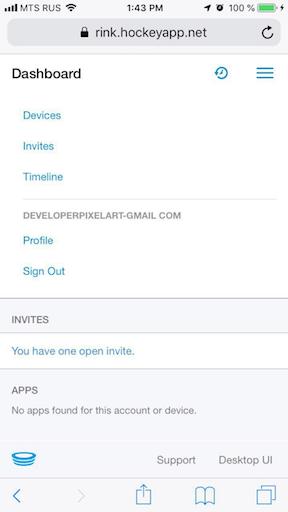 MTS RUS 1:43 PM 100 %
rink.hockeyapp.net
Dashboard
Devices
Invites
Timeline
DEVELOPERPIXELART-GMAIL COM
Profile
Sign Out
INVITES
You have one open invite.
APPS
No apps found for this account or device.
Support Desktop UI